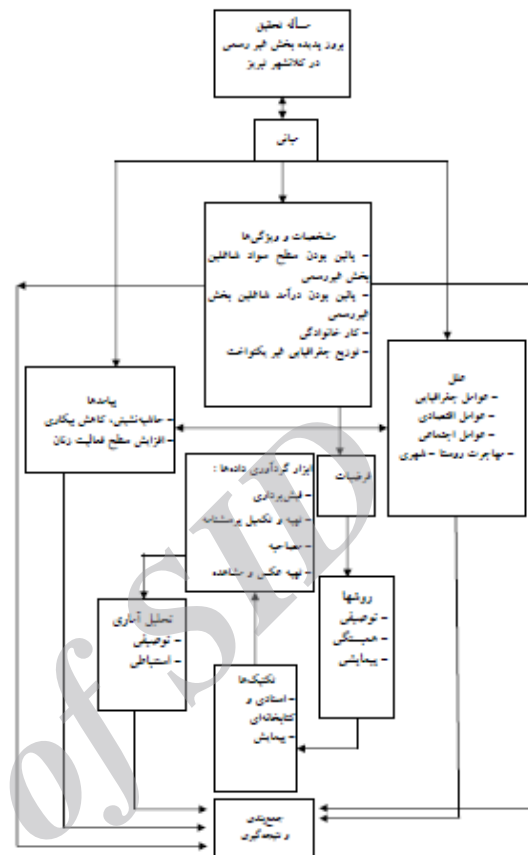 مسأله تحقیق
بروز پدیده بخش غیر رسمی
در کلانشهر تبریز
مبانی
مشخصات و ویژگی‌ها
- پائین بودن سطح سواد شاغلین
بخش غیررسمی
- پائین بودن درآمد شاغلین بخش
غیررسمی
- کار خانوادگی
- توزیع جغرافیایی غیر یکنواخت
علل
- عوامل جغرافیایی
- عوامل اقتصادی
- عوامل اجتماعی
- مهاجرت روستا - شهری
پیامدها
- حاشیه‌نشینی، کاهش بیکاری
- افزایش سطح فعالیت زنان
ابزار گردآوری داده‌ها :
- فیش‌برداری
- تهیه و تکمیل پرسشنامه
- مصاحبه
- تهیه عکس و مشاهده
فرضیات
روشها
- توصیفی
- همبستگی
- پیمایشی
تحلیل آماری
- توصیفی
- استنباطی
تکنیک‌ها
- اسنادی و
کتابخانه‌ای
- پیمایش
جمع‌بندی
و نتیجه‌گیری
of SID